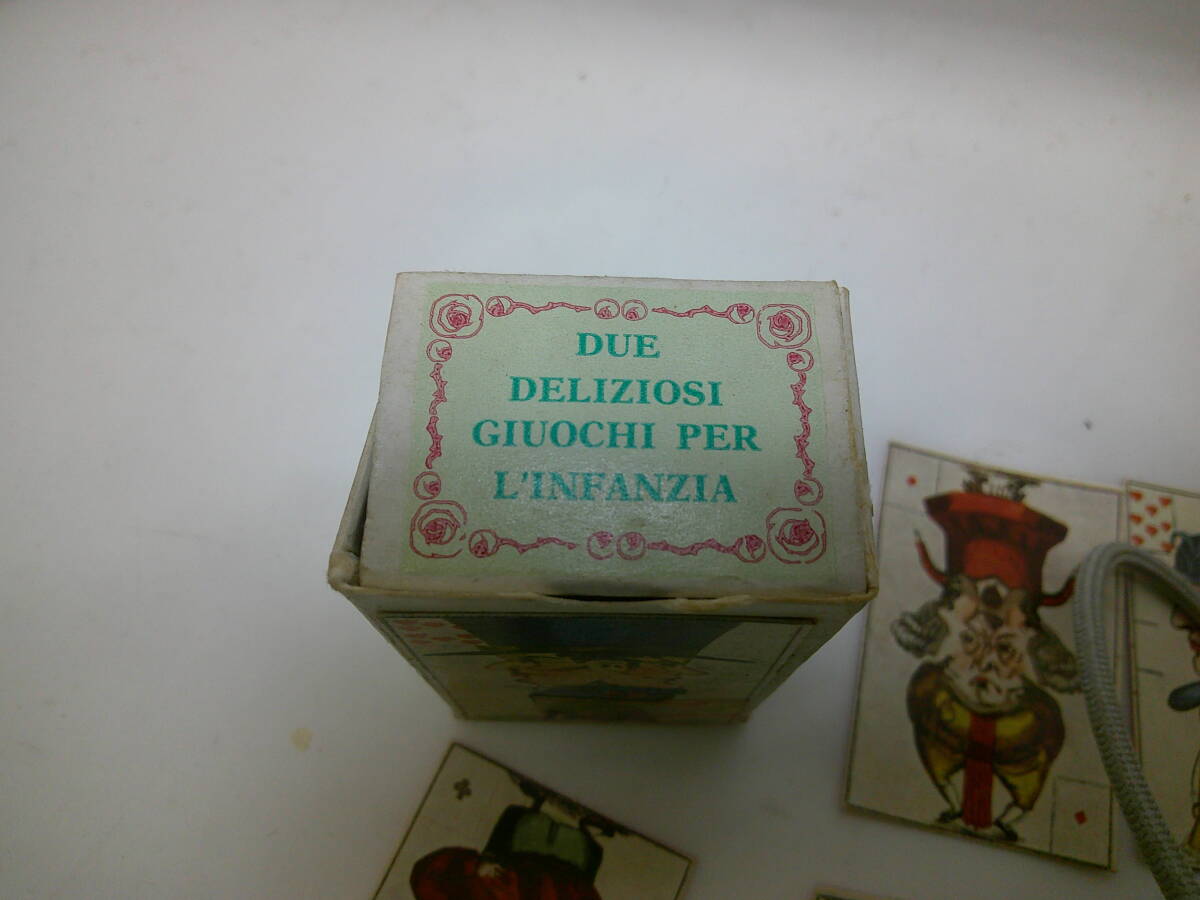 DUE
DELIZIOSI
GIUOCHI PER
L'INFANZIA